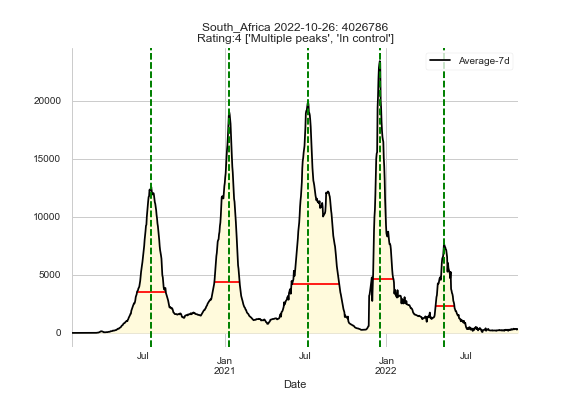 South_Africa 2022-10-26: 4026786
Rating:4 ['Multiple peaks', 'In control']
Average-7d
20000
15000
10000
5000
0
Jul
Jan
2021
Jul
Jan
2022
Jul
Date